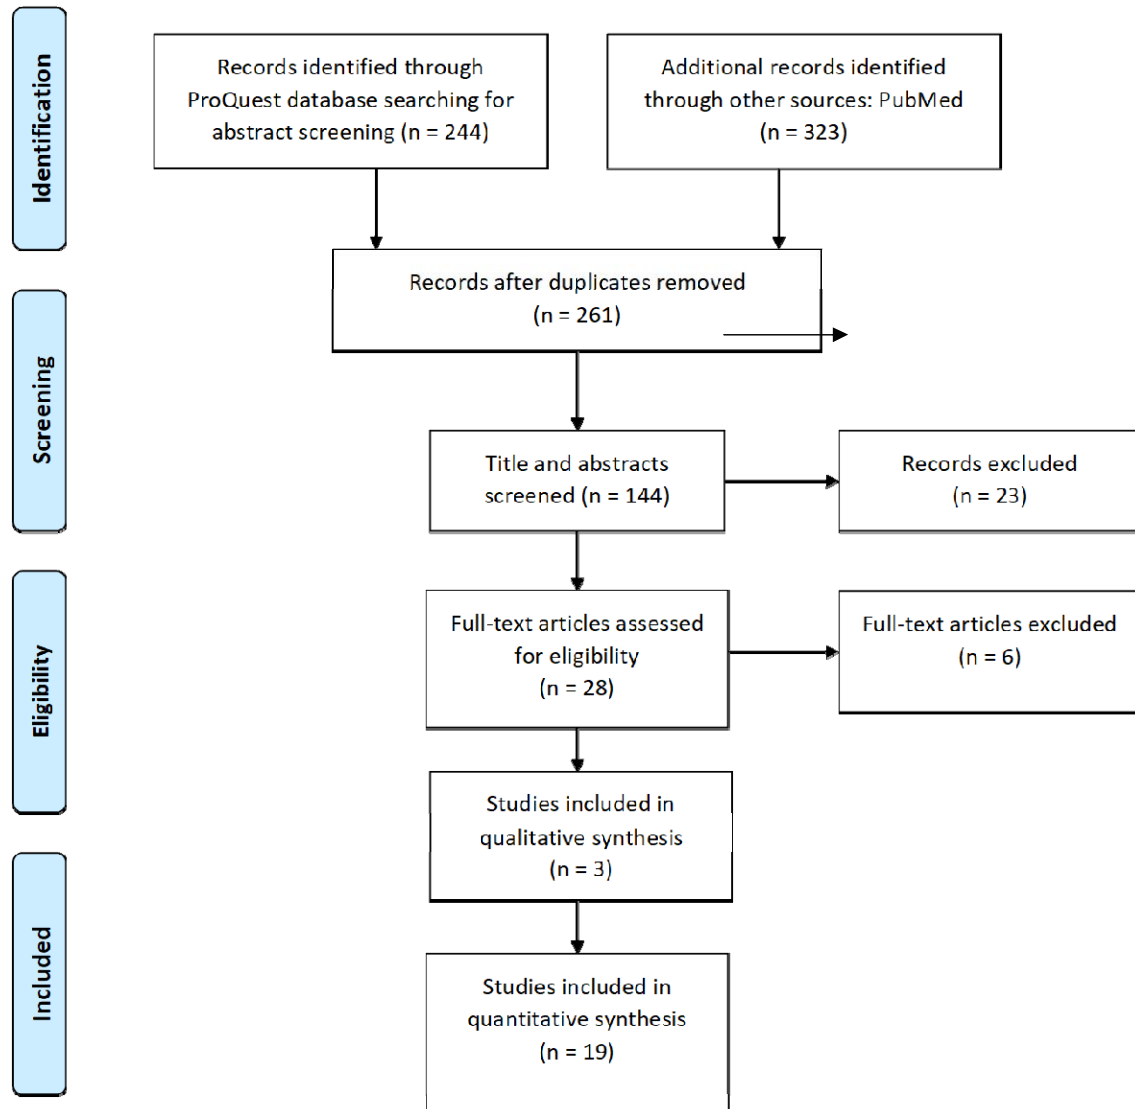 Identification
Records identified through
ProQuest database searching for
abstract screening (n = 244)
Additional records identified
through other sources: PubMed
(n = 323)
Records after duplicates removed
(n = 261)
Screening
Title and abstracts
screened (n = 144)
Records excluded
(n = 23)
Eligibility
Full-text articles assessed
for eligibility
(n = 28)
Full-text articles excluded
(n = 6)
Studies included in
qualitative synthesis
(n = 3)
Included
Studies included in
quantitative synthesis
(n = 19)